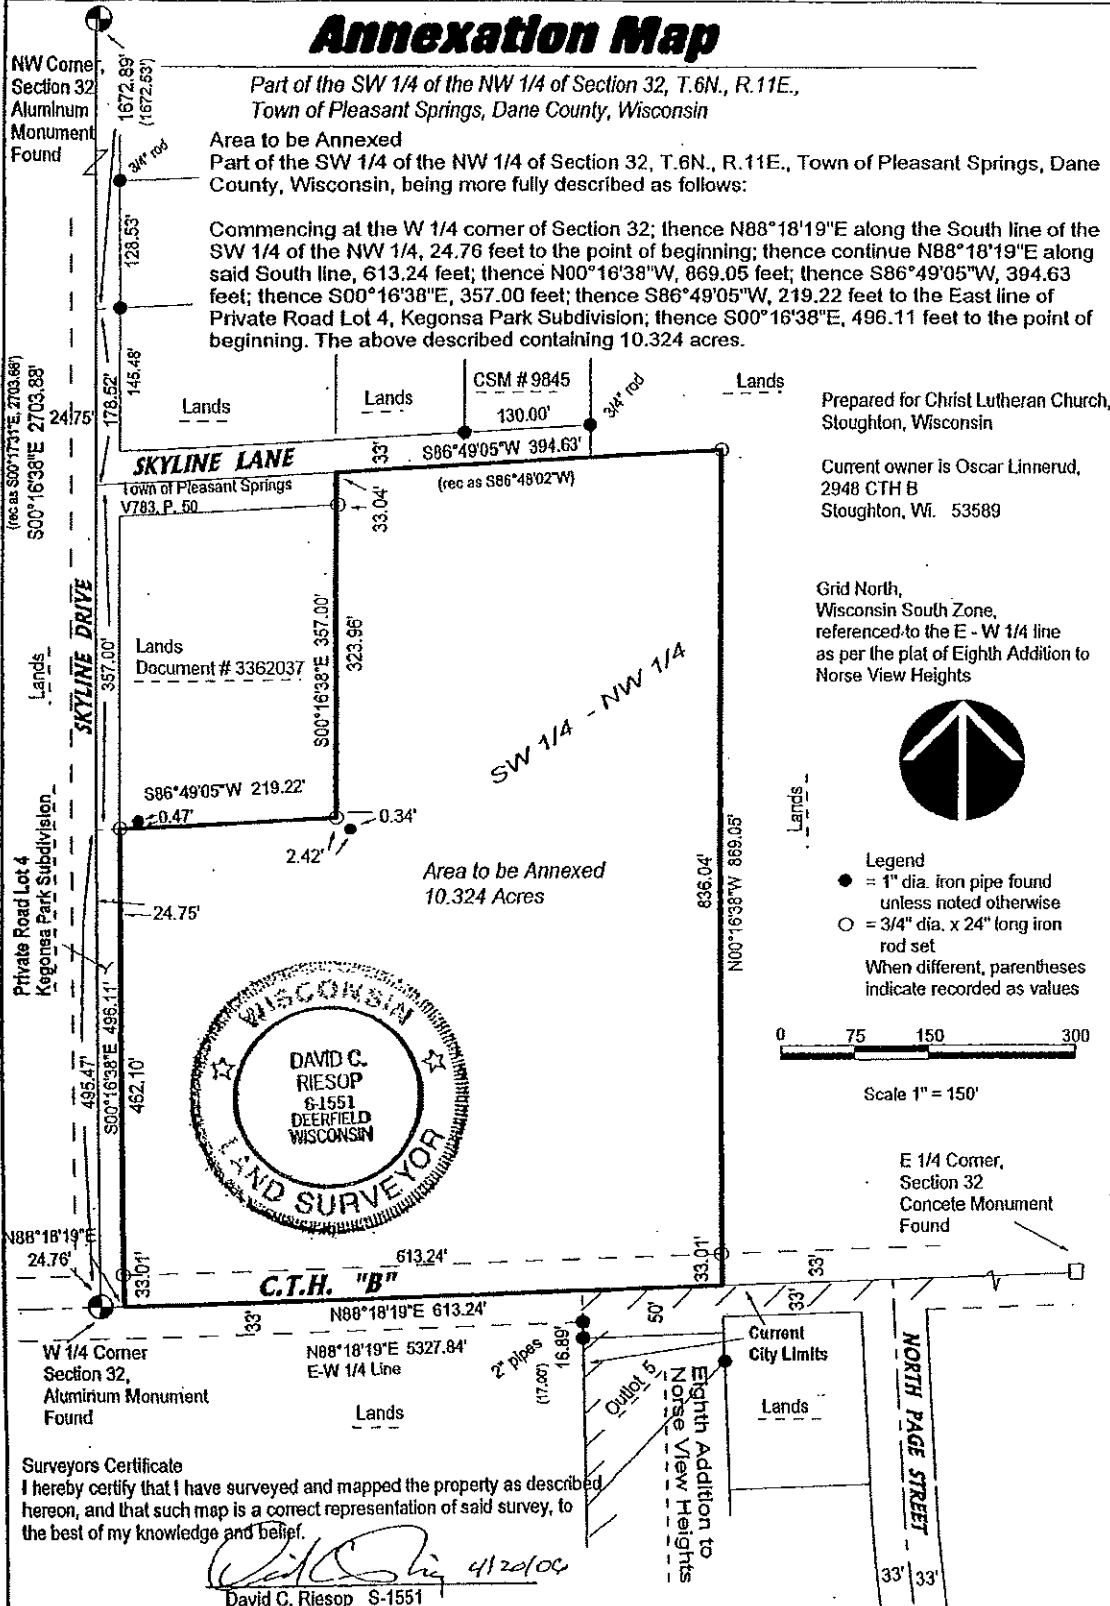 Annexation Map
NW Corner,
Section 32
Aluminum
Monument
Found
1672.89'
(1672.53')
3/4" rod
Part of the SW 1/4 of the NW 1/4 of Section 32, T.6N., R.11E.,
Town of Pleasant Springs, Dane County, Wisconsin
Area to be Annexed
Part of the SW 1/4 of the NW 1/4 of Section 32, T.6N., R.11E., Town of Pleasant Springs, Dane
County, Wisconsin, being more fully described as follows:
Commencing at the W 1/4 corner of Section 32; thence N88°18'19"E along the South line of the
SW 1/4 of the NW 1/4, 24.76 feet to the point of beginning; thence continue N88°18'19"E along
said South line, 613.24 feet; thence N00°16'38"W, 869.05 feet; thence S86°49'05"W, 394.63
feet; thence S00°16'38"E, 357.00 feet; thence S86°49'05"W, 219.22 feet to the East line of
Private Road Lot 4, Kegonsa Park Subdivision; thence S00°16'38"E, 496.11 feet to the point of
beginning. The above described containing 10.324 acres.
128.53'
145.48'
178.52'
24.75'
(rec as S00°17'31"E, 2703.66')
S00°16'38"E 2703.88'
Lands
Lands
CSM # 9845
130.00'
3/4" rod
Lands
Prepared for Christ Lutheran Church,
Stoughton, Wisconsin
SKYLINE LANE
33'
S86°49'05"W 394.63'
(rec as S86°48'02"W)
Town of Pleasant Springs
V783, P. 50
33.04'
Current owner is Oscar Linnerud,
2948 CTH B
Stoughton, Wi. 53589
Grid North,
Wisconsin South Zone,
referenced to the E - W 1/4 line
as per the plat of Eighth Addition to
Norse View Heights
SKYLINE DRIVE
357.00'
Lands
Lands
Document # 3362037
S00°16'38"E 357.00'
323.96'
SW 1/4 - NW 1/4
S86°49'05"W 219.22'
0.47'
0.34'
2.42'
Area to be Annexed
10.324 Acres
836.04'
N00°16'38"W 869.05'
Lands
Legend
= 1" dia. iron pipe found
unless noted otherwise
= 3/4" dia. x 24" long iron
rod set
When different, parentheses
indicate recorded as values
0 75 150 300
Scale 1" = 150'
Private Road Lot 4
Kegonsa Park Subdivision
24.75'
495.47'
S00°16'38"E 496.11'
462.10'
WISCONSIN
DAVID C.
RIESOP
S-1551
DEERFIELD
WISCONSIN
LAND SURVEYOR
E 1/4 Corner,
Section 32
Concete Monument
Found
N88°18'19"E
24.76'
33.01'
613.24'
C.T.H. "B"
33.01'
33'
N88°18'19"E 613.24'
33'
50'
33'
W 1/4 Corner
Section 32,
Aluminum Monument
Found
N88°18'19"E 5327.84'
E-W 1/4 Line
Lands
2" pipes
16.89'
(17.00')
Outlot 5
Current
City Limits
Eighth Addition to
Norse View Heights
Lands
NORTH PAGE STREET
33' 33'
Surveyors Certificate
I hereby certify that I have surveyed and mapped the property as described
hereon, and that such map is a correct representation of said survey, to
the best of my knowledge and belief.
4/20/06
David C. Riesop S-1551